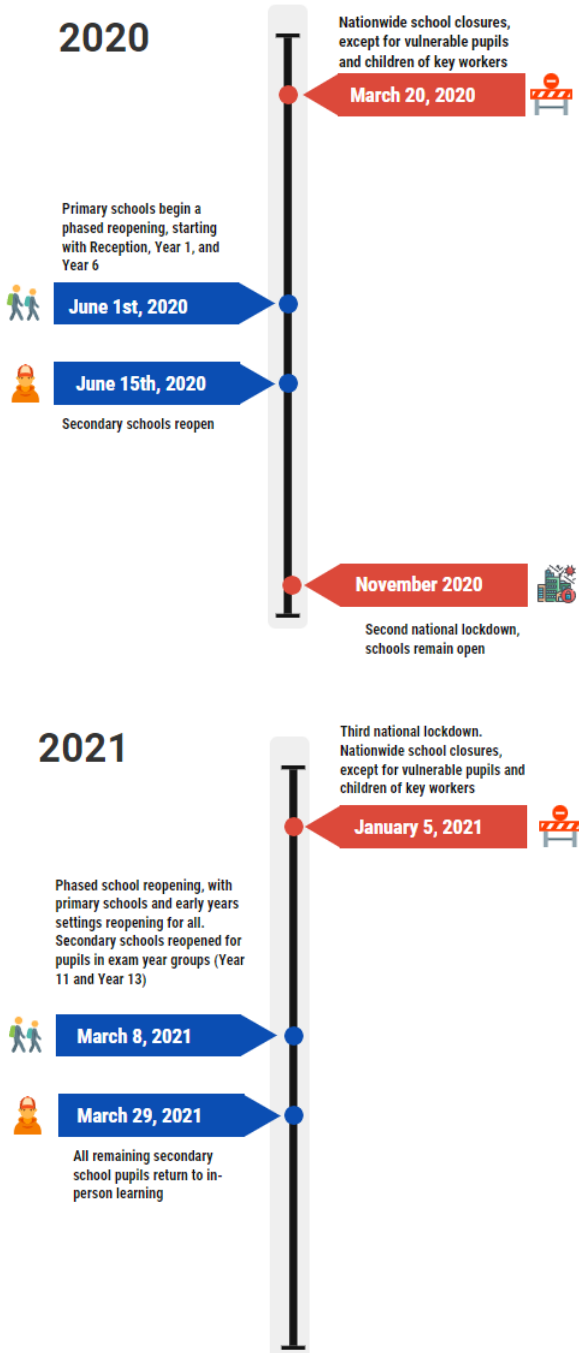 2020
Nationwide school closures,
except for vulnerable pupils
and children of key workers
March 20, 2020
Primary schools begin a
phased reopening, starting
with Reception, Year 1, and
Year 6
June 1st, 2020
June 15th, 2020
Secondary schools reopen
November 2020
Second national lockdown,
schools remain open
2021
Third national lockdown.
Nationwide school closures,
except for vulnerable pupils and
children of key workers
January 5, 2021
Phased school reopening, with
primary schools and early years
settings reopening for all.
Secondary schools reopened for
pupils in exam year groups (Year
11 and Year 13)
March 8, 2021
March 29, 2021
All remaining secondary
school pupils return to in-
person learning